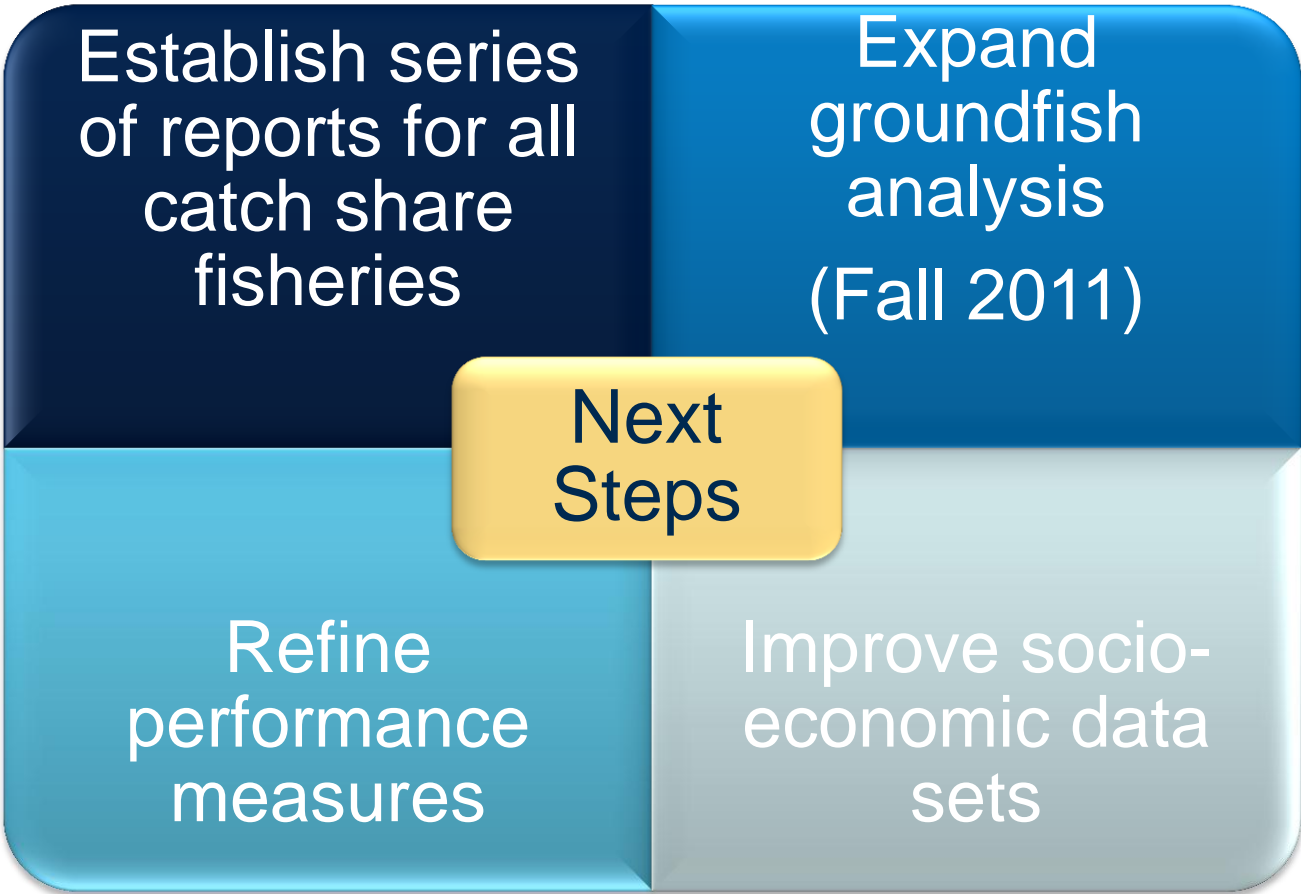 Establish series
of reports for all
catch share
fisheries
Expand
groundfish
analysis
(Fall 2011)
Next
Steps
Refine
performance
measures
Improve socio-
economic data
sets